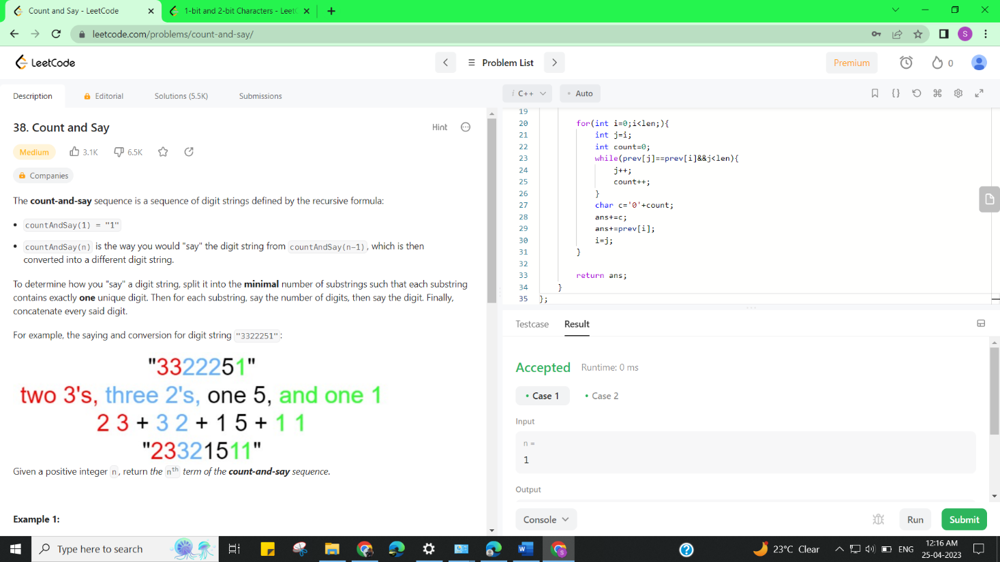 Count and Say - LeetCode
1-bit and 2-bit Characters - LeetC
leetcode.com/problems/count-and-say/
S
LeetCode
Problem List
Premium
0
Description
Editorial
Solutions (5.5K)
Submissions
38. Count and Say
Hint
Medium
3.1K
6.5K
Companies
The count-and-say sequence is a sequence of digit strings defined by the recursive formula:
• countAndSay(1) = "1"
• countAndSay(n) is the way you would "say" the digit string from countAndSay(n-1), which is then
converted into a different digit string.
To determine how you "say" a digit string, split it into the minimal number of substrings such that each substring
contains exactly one unique digit. Then for each substring, say the number of digits, then say the digit. Finally,
concatenate every said digit.
For example, the saying and conversion for digit string "3322251":
"3322251"
two 3's, three 2's, one 5, and one 1
2 3 + 3 2 + 1 5 + 1 1
"23321511"
Given a positive integer n, return the nth term of the count-and-say sequence.
Example 1:
i C++
• Auto
19
20 for(int i=0;i<len;){
21 int j=i;
22 int count=0;
23 while(prev[j]==prev[i]&&j<len){
24 j++;
25 count++;
26 }
27 char c='0'+count;
28 ans+=c;
29 ans+=prev[i];
30 i=j;
31 }
32
33 return ans;
34 }
35 };
Testcase
Result
Accepted
Runtime: 0 ms
• Case 1
• Case 2
Input
n =
1
Output
Console
Run
Submit
Type here to search
23°C Clear
ENG
12:16 AM
25-04-2023